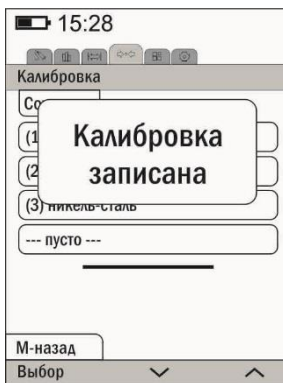 15:28
Калибровка
Со
(1
Калибровка
(2
записана
(3) никель-сталь
--- пусто ---
М-назад
Выбор